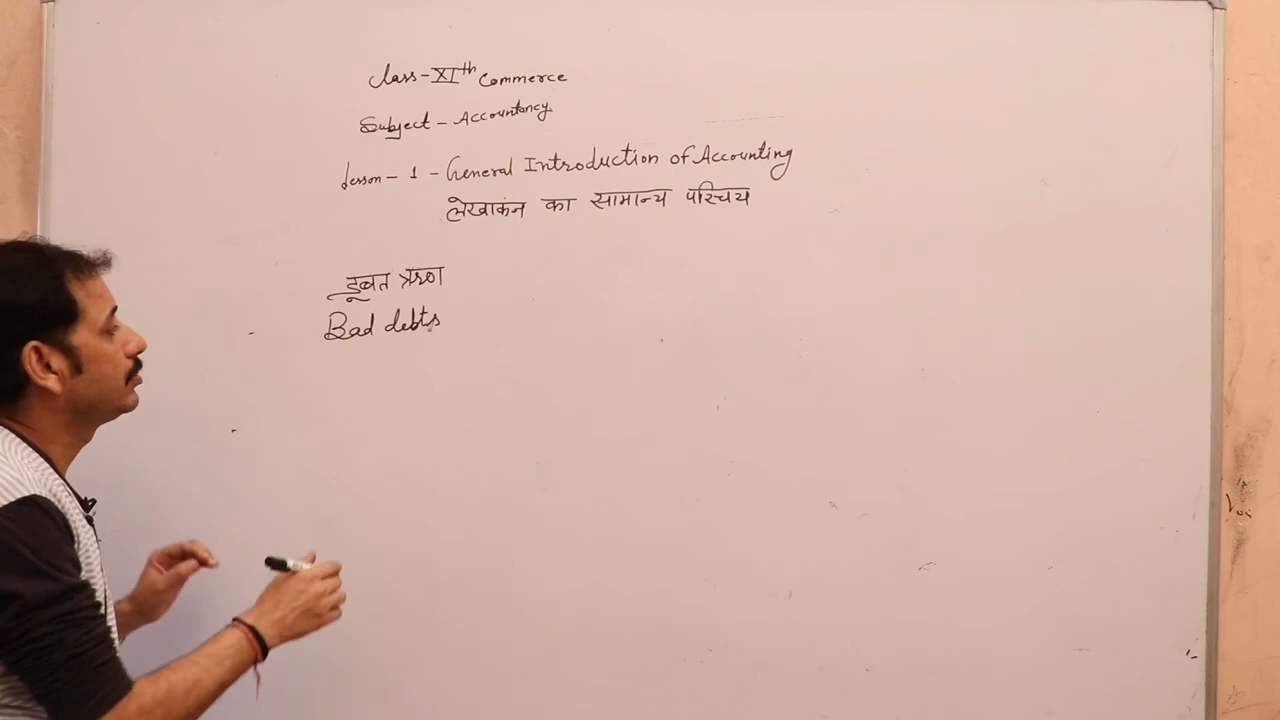 Class - XIth Commerce
Subject - Accountancy
Lesson - 1 - General Introduction of Accounting
लेखाकंन का सामान्य परिचय
डूबत ऋण
Bad debts